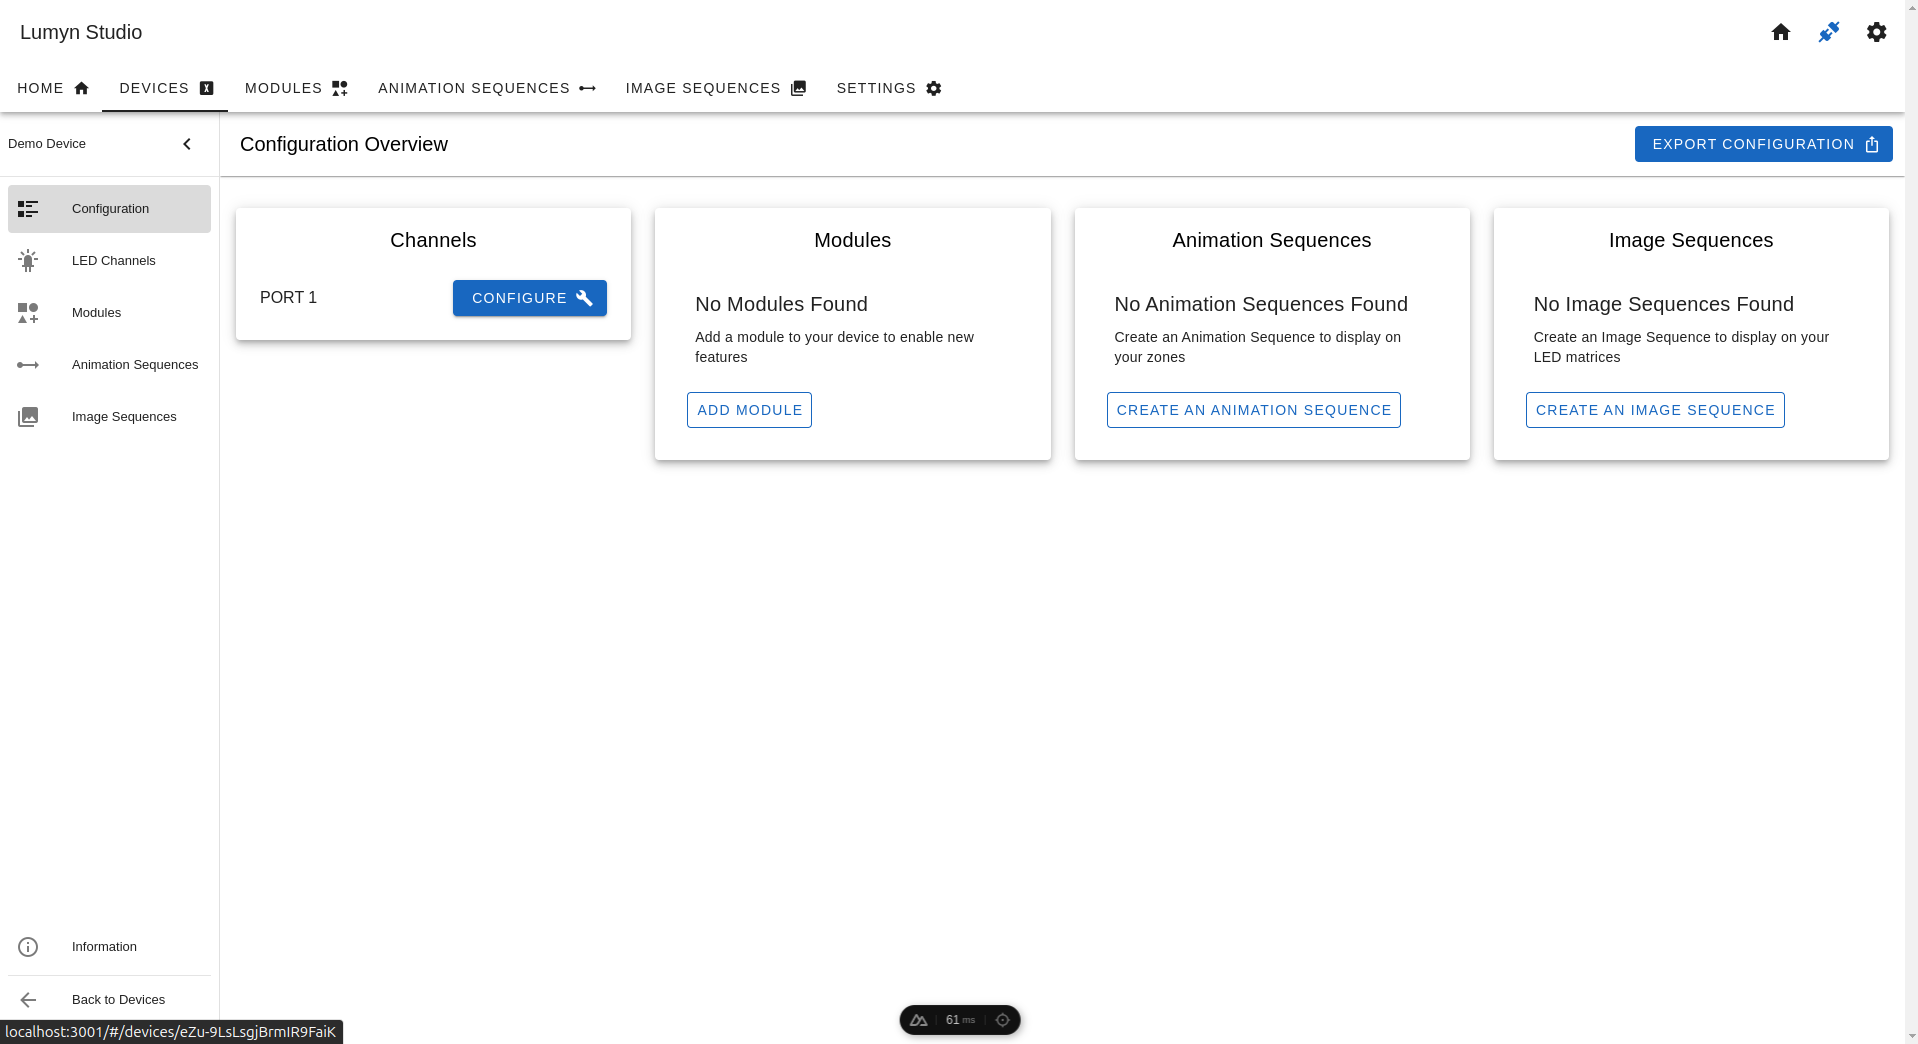 Lumyn Studio
HOME
DEVICES
MODULES
ANIMATION SEQUENCES
IMAGE SEQUENCES
SETTINGS
Demo Device
Configuration Overview
EXPORT CONFIGURATION
Configuration
LED Channels
Modules
Animation Sequences
Image Sequences
Channels
PORT 1
CONFIGURE
Modules
No Modules Found
Add a module to your device to enable new
features
ADD MODULE
Animation Sequences
No Animation Sequences Found
Create an Animation Sequence to display on
your zones
CREATE AN ANIMATION SEQUENCE
Image Sequences
No Image Sequences Found
Create an Image Sequence to display on your
LED matrices
CREATE AN IMAGE SEQUENCE
Information
Back to Devices
localhost:3001/#/devices/eZu-9LsLsgjBrmIR9FaiK
61 ms